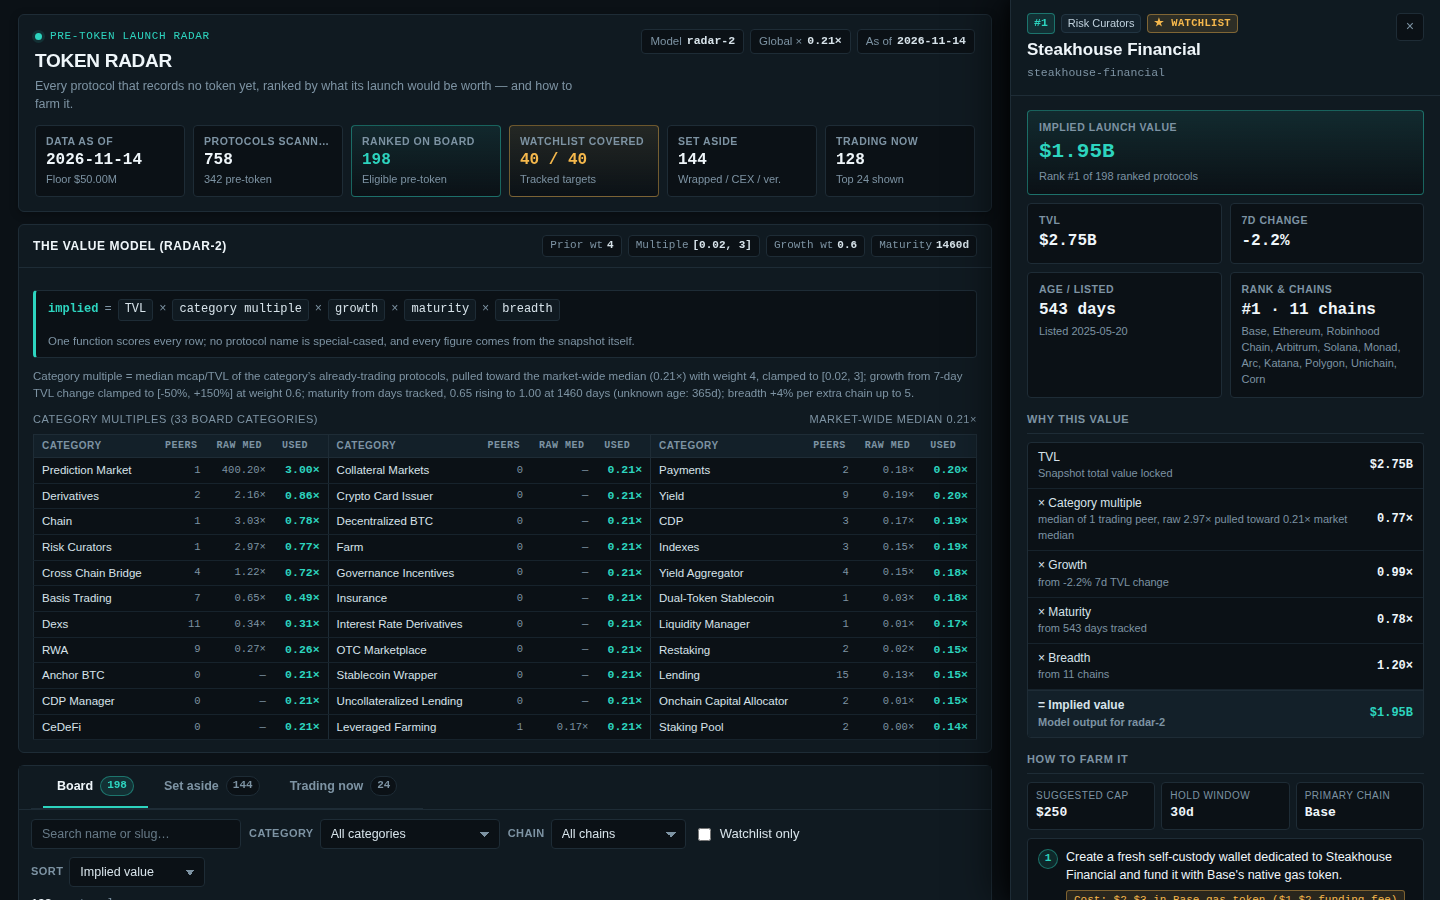 PRE-TOKEN LAUNCH RADAR
TOKEN RADAR
Every protocol that records no token yet, ranked by what its launch would be worth — and how to
farm it.
Model radar-2
Global × 0.21×
As of 2026-11-14
DATA AS OF
2026-11-14
Floor $50.00M
PROTOCOLS SCANN…
758
342 pre-token
RANKED ON BOARD
198
Eligible pre-token
WATCHLIST COVERED
40 / 40
Tracked targets
SET ASIDE
144
Wrapped / CEX / ver.
TRADING NOW
128
Top 24 shown
THE VALUE MODEL (RADAR-2)
Prior wt 4
Multiple [0.02, 3]
Growth wt 0.6
Maturity 1460d
implied = TVL × category multiple × growth × maturity × breadth
One function scores every row; no protocol name is special-cased, and every figure comes from the snapshot itself.
Category multiple = median mcap/TVL of the category's already-trading protocols, pulled toward the market-wide median (0.21×) with weight 4, clamped to [0.02, 3]; growth from 7-day
TVL change clamped to [-50%, +150%] at weight 0.6; maturity from days tracked, 0.65 rising to 1.00 at 1460 days (unknown age: 365d); breadth +4% per extra chain up to 5.
CATEGORY MULTIPLES (33 BOARD CATEGORIES)
MARKET-WIDE MEDIAN 0.21×
CATEGORY PEERS RAW MED USED CATEGORY PEERS RAW MED USED CATEGORY PEERS RAW MED USED
Prediction Market 1 400.20× 3.00× Collateral Markets 0 — 0.21× Payments 2 0.18× 0.20×
Derivatives 2 2.16× 0.86× Crypto Card Issuer 0 — 0.21× Yield 9 0.19× 0.20×
Chain 1 3.03× 0.78× Decentralized BTC 0 — 0.21× CDP 3 0.17× 0.19×
Risk Curators 1 2.97× 0.77× Farm 0 — 0.21× Indexes 3 0.15× 0.19×
Cross Chain Bridge 4 1.22× 0.72× Governance Incentives 0 — 0.21× Yield Aggregator 4 0.15× 0.18×
Basis Trading 7 0.65× 0.49× Insurance 0 — 0.21× Dual-Token Stablecoin 1 0.03× 0.18×
Dexs 11 0.34× 0.31× Interest Rate Derivatives 0 — 0.21× Liquidity Manager 1 0.01× 0.17×
RWA 9 0.27× 0.26× OTC Marketplace 0 — 0.21× Restaking 2 0.02× 0.15×
Anchor BTC 0 — 0.21× Stablecoin Wrapper 0 — 0.21× Lending 15 0.13× 0.15×
CDP Manager 0 — 0.21× Uncollateralized Lending 0 — 0.21× Onchain Capital Allocator 2 0.01× 0.15×
CeDeFi 0 — 0.21× Leveraged Farming 1 0.17× 0.21× Staking Pool 2 0.00× 0.14×
Board 198
Set aside 144
Trading now 24
Search name or slug…
CATEGORY All categories
CHAIN All chains
Watchlist only
SORT Implied value
#1 Risk Curators ★ WATCHLIST
×
Steakhouse Financial
steakhouse-financial
IMPLIED LAUNCH VALUE
$1.95B
Rank #1 of 198 ranked protocols
TVL
$2.75B
7D CHANGE
-2.2%
AGE / LISTED
543 days
Listed 2025-05-20
RANK & CHAINS
#1 · 11 chains
Base, Ethereum, Robinhood
Chain, Arbitrum, Solana, Monad,
Arc, Katana, Polygon, Unichain,
Corn
WHY THIS VALUE
TVL
Snapshot total value locked
$2.75B
× Category multiple
median of 1 trading peer, raw 2.97× pulled toward 0.21× market
median
0.77×
× Growth
from -2.2% 7d TVL change
0.99×
× Maturity
from 543 days tracked
0.78×
× Breadth
from 11 chains
1.20×
= Implied value
Model output for radar-2
$1.95B
HOW TO FARM IT
SUGGESTED CAP
$250
HOLD WINDOW
30d
PRIMARY CHAIN
Base
1
Create a fresh self-custody wallet dedicated to Steakhouse
Financial and fund it with Base's native gas token.
Cost: $2-$3 in Base gas token ($1-$2 funding fee)